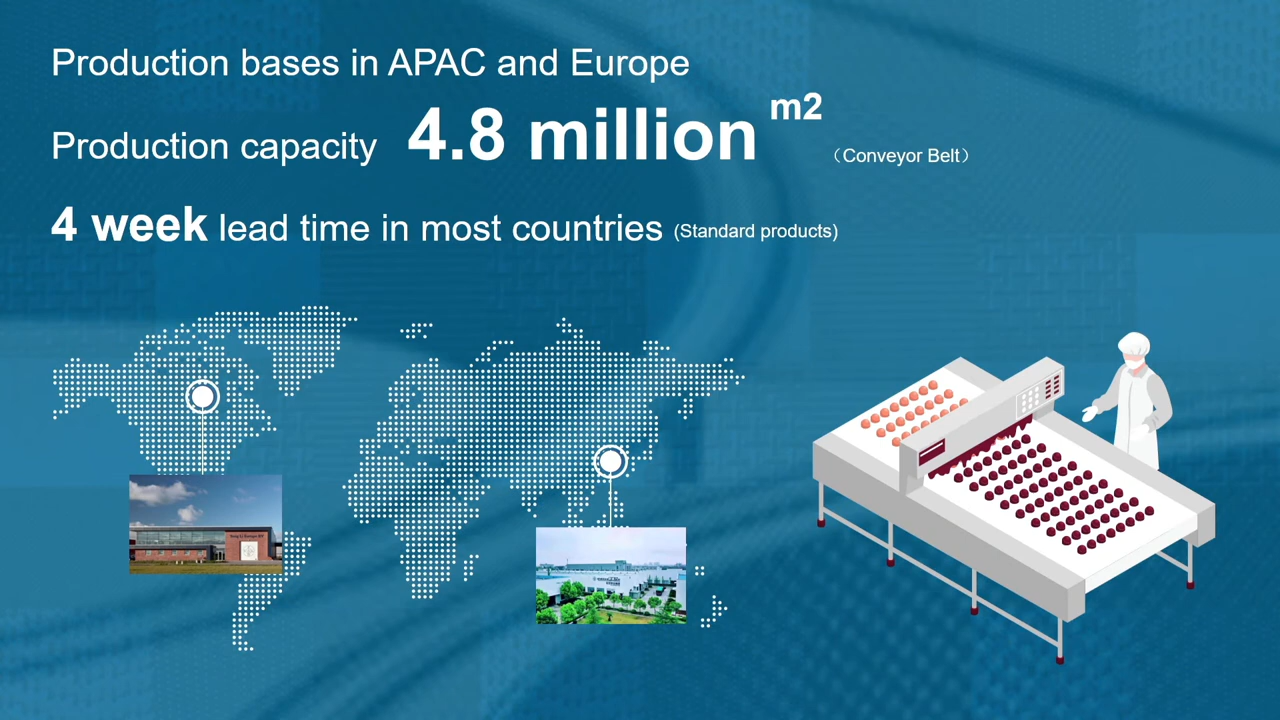 Production bases in APAC and Europe
Production capacity 4.8 million m2 （Conveyor Belt）
4 week lead time in most countries (Standard products)